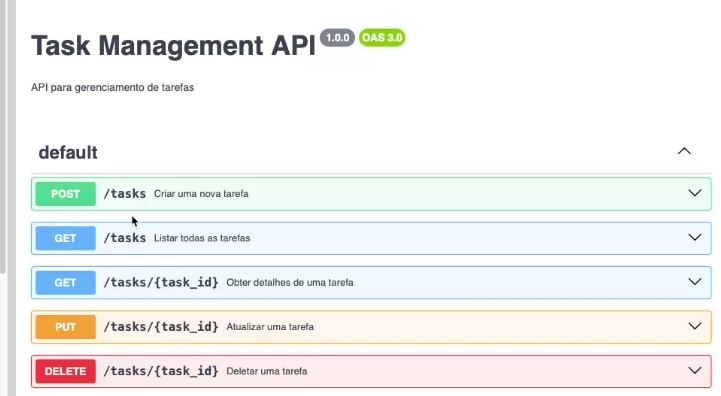 Task Management API 1.0.0 OAS 3.0
API para gerenciamento de tarefas
default
POST /tasks Criar uma nova tarefa
GET /tasks Listar todas as tarefas
GET /tasks/{task_id} Obter detalhes de uma tarefa
PUT /tasks/{task_id} Atualizar uma tarefa
DELETE /tasks/{task_id} Deletar uma tarefa